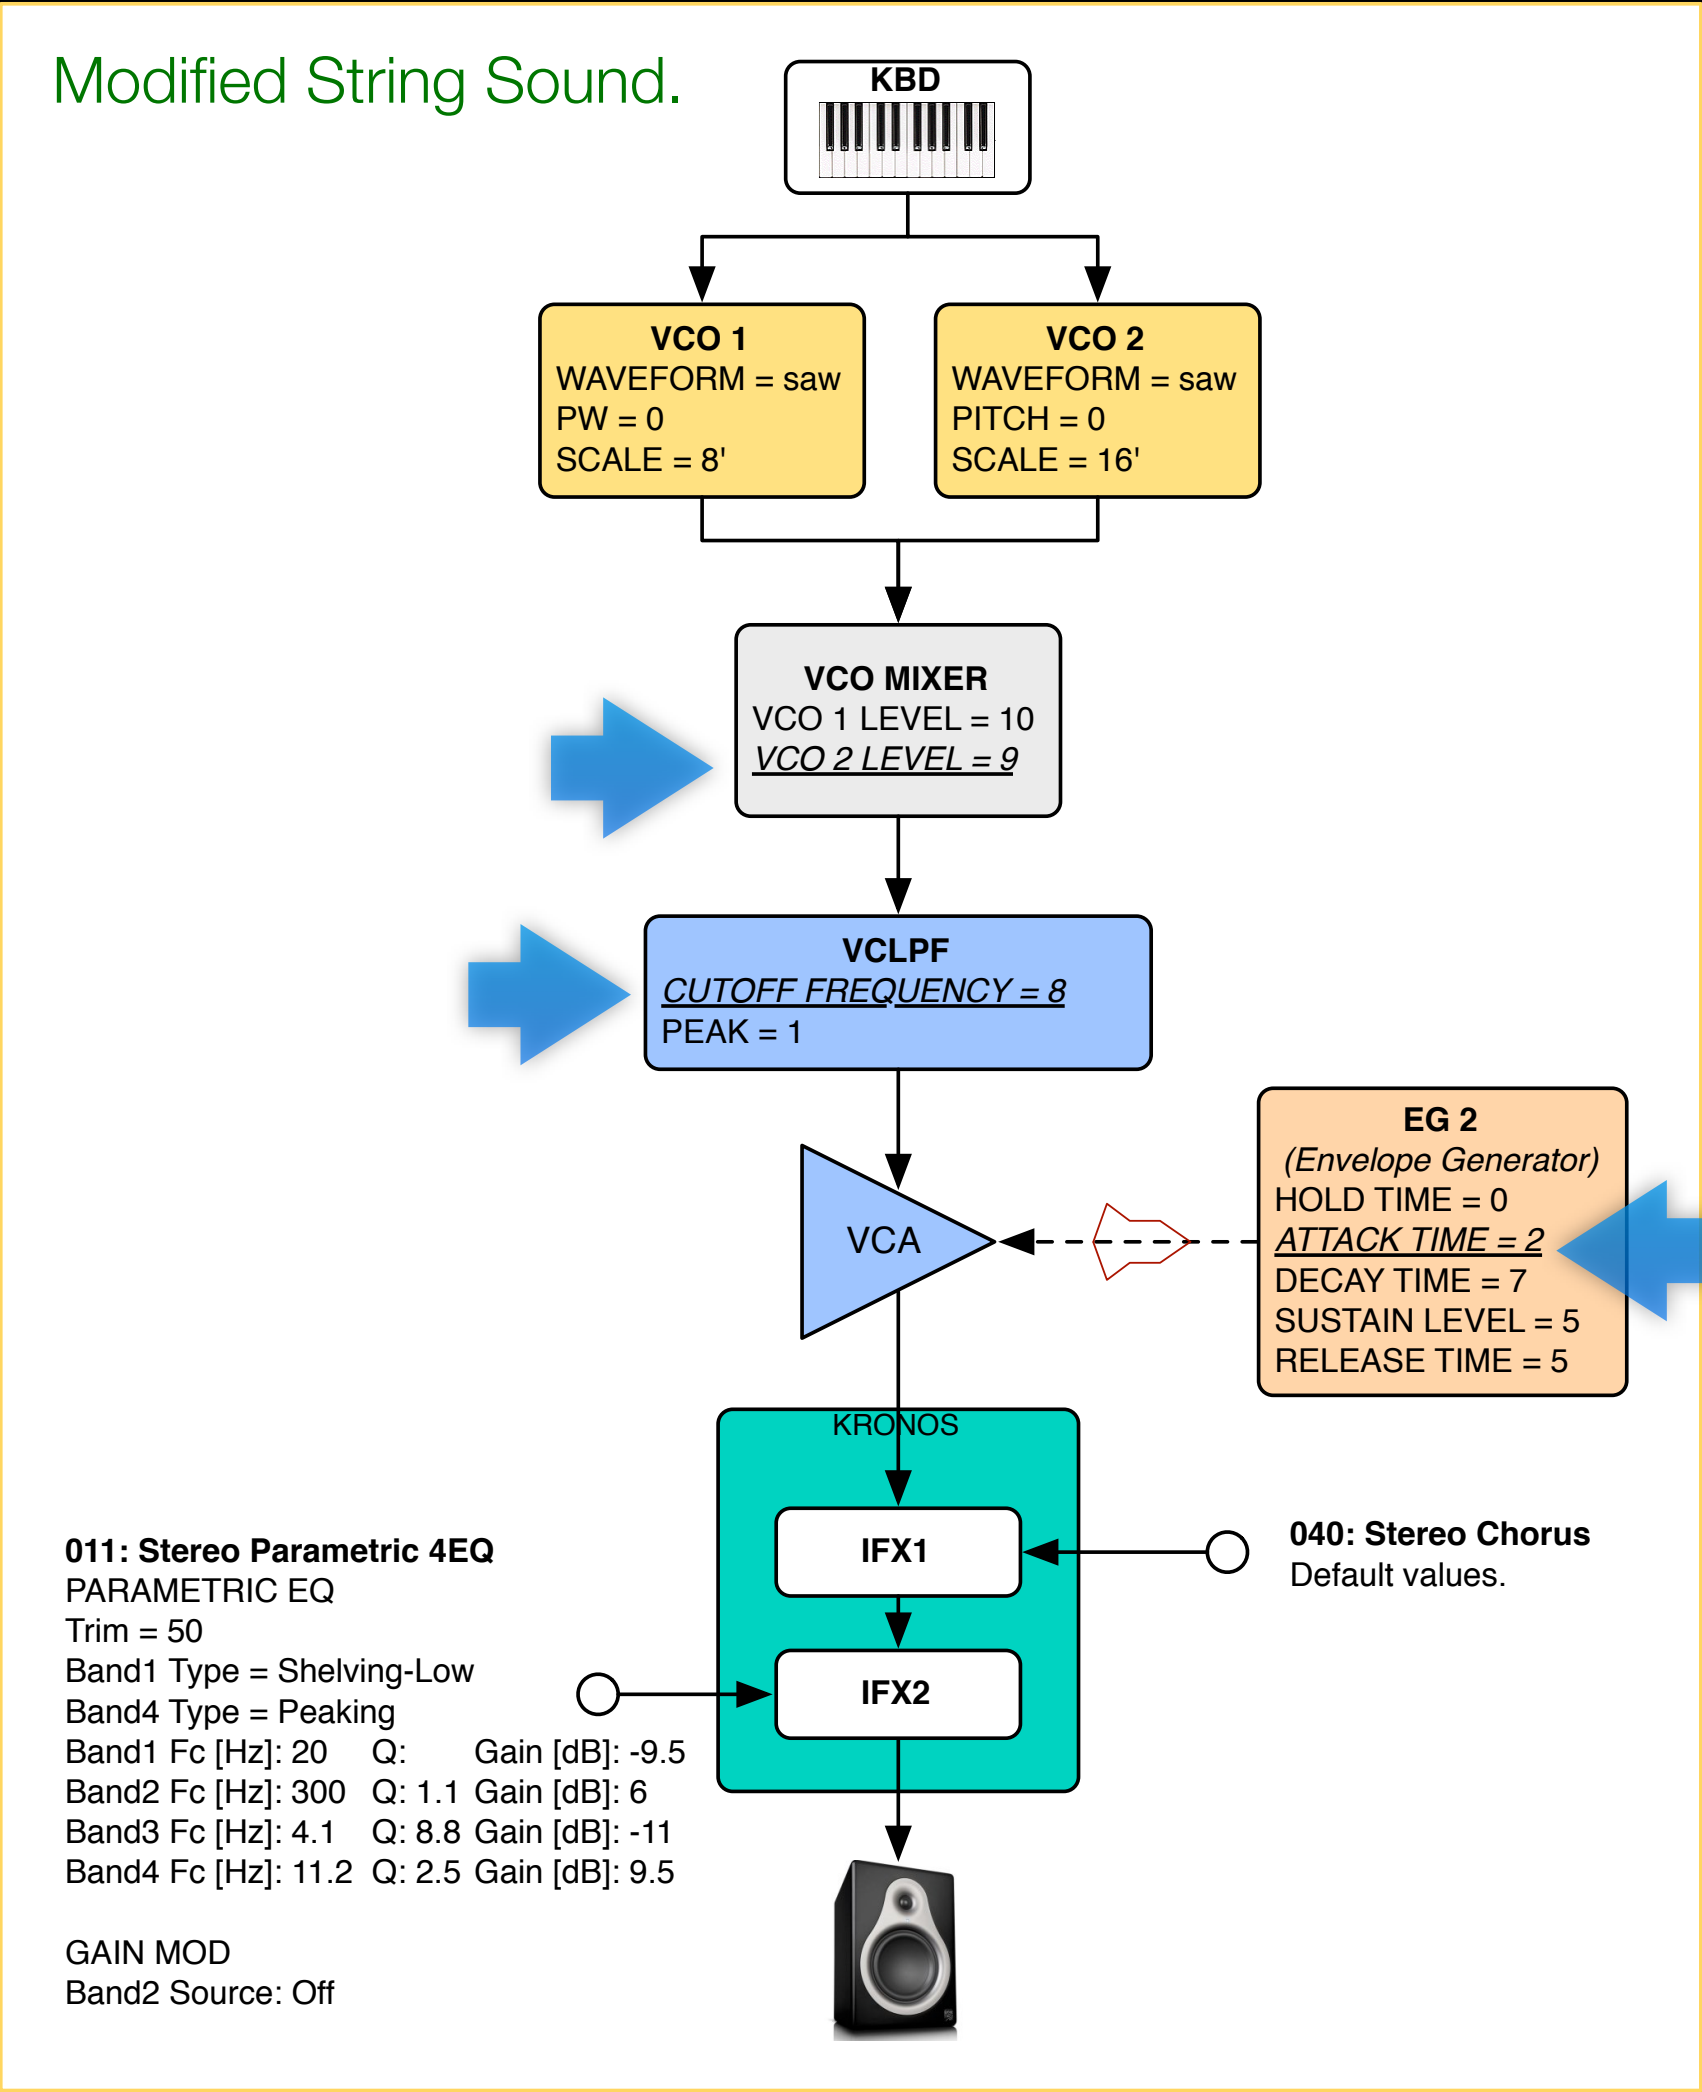 Modified String Sound.
KBD
VCO 1
WAVEFORM = saw
PW = 0
SCALE = 8'
VCO 2
WAVEFORM = saw
PITCH = 0
SCALE = 16'
VCO MIXER
VCO 1 LEVEL = 10
VCO 2 LEVEL = 9
VCLPF
CUTOFF FREQUENCY = 8
PEAK = 1
VCA
EG 2
(Envelope Generator)
HOLD TIME = 0
ATTACK TIME = 2
DECAY TIME = 7
SUSTAIN LEVEL = 5
RELEASE TIME = 5
KRONOS
IFX1
IFX2
040: Stereo Chorus
Default values.
011: Stereo Parametric 4EQ
PARAMETRIC EQ
Trim = 50
Band1 Type = Shelving-Low
Band4 Type = Peaking
Band1 Fc [Hz]: 20 Q: Gain [dB]: -9.5
Band2 Fc [Hz]: 300 Q: 1.1 Gain [dB]: 6
Band3 Fc [Hz]: 4.1 Q: 8.8 Gain [dB]: -11
Band4 Fc [Hz]: 11.2 Q: 2.5 Gain [dB]: 9.5
GAIN MOD
Band2 Source: Off